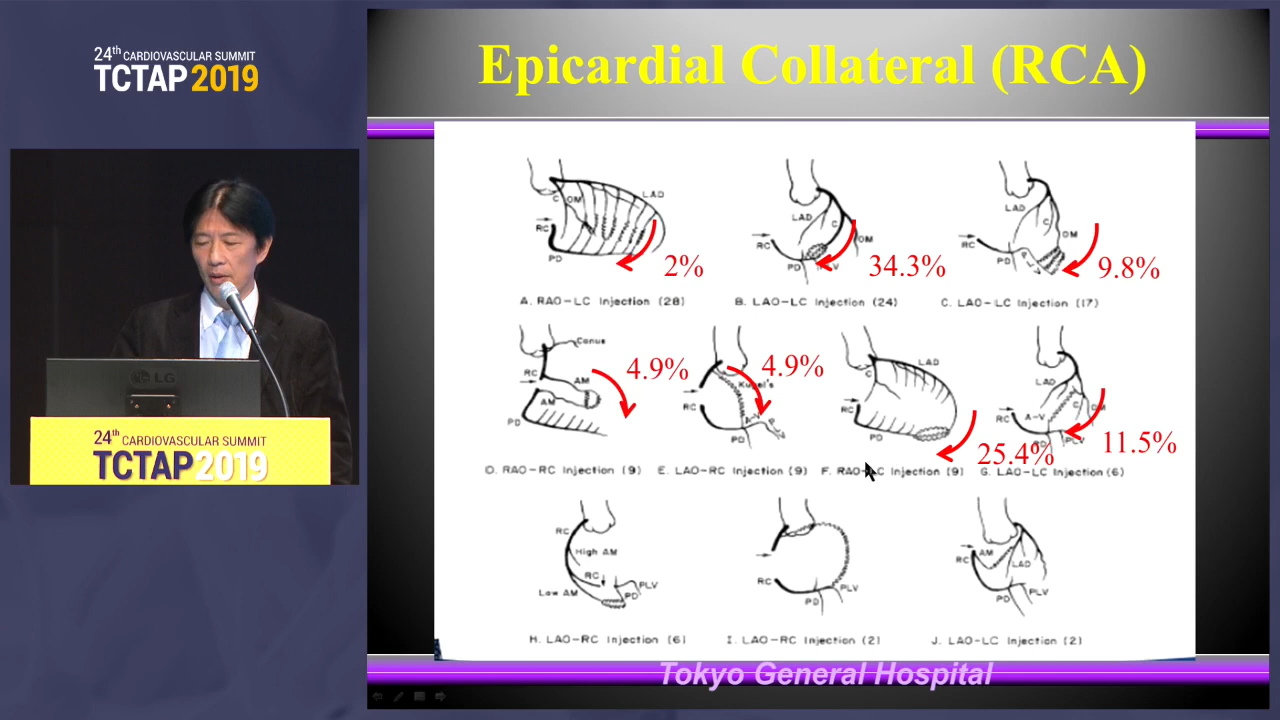 24th CARDIOVASCULAR SUMMIT
TCTAP 2019
Epicardial Collateral (RCA)
C OM LAD
RC
PD
2%
A. RAO-LC Injection (28)
LAD C
RC OM
PD PLV
34.3%
B. LAO-LC Injection (24)
LAD C
RC OM
PD PLV
9.8%
C. LAO-LC Injection (17)
Conus
RC AM
AM
PD
4.9%
D. RAO-RC Injection (9)
Kugel's
RC
A-V
PD
4.9%
E. LAO-RC Injection (9)
LAD
C
RC
PD
25.4%
F. RAO-LC Injection (9)
LAD
C
RC A-V OM
PD PLV
11.5%
G. LAO-LC Injection (6)
RC
High AM
RC
PLV
Low AM PD
H. LAO-RC Injection (6)
RC
PD PLV
I. LAO-RC Injection (2)
RC AM
LAD
PD PLV
J. LAO-LC Injection (2)
Tokyo General Hospital
LG
24th CARDIOVASCULAR SUMMIT
TCTAP 2019